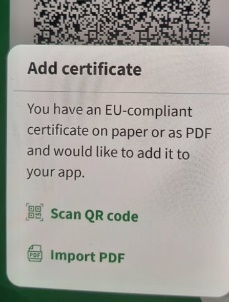 Add certificate
You have an EU-compliant
certificate on paper or as PDF
and would like to add it to
your app.
Scan QR code
PDF
Import PDF